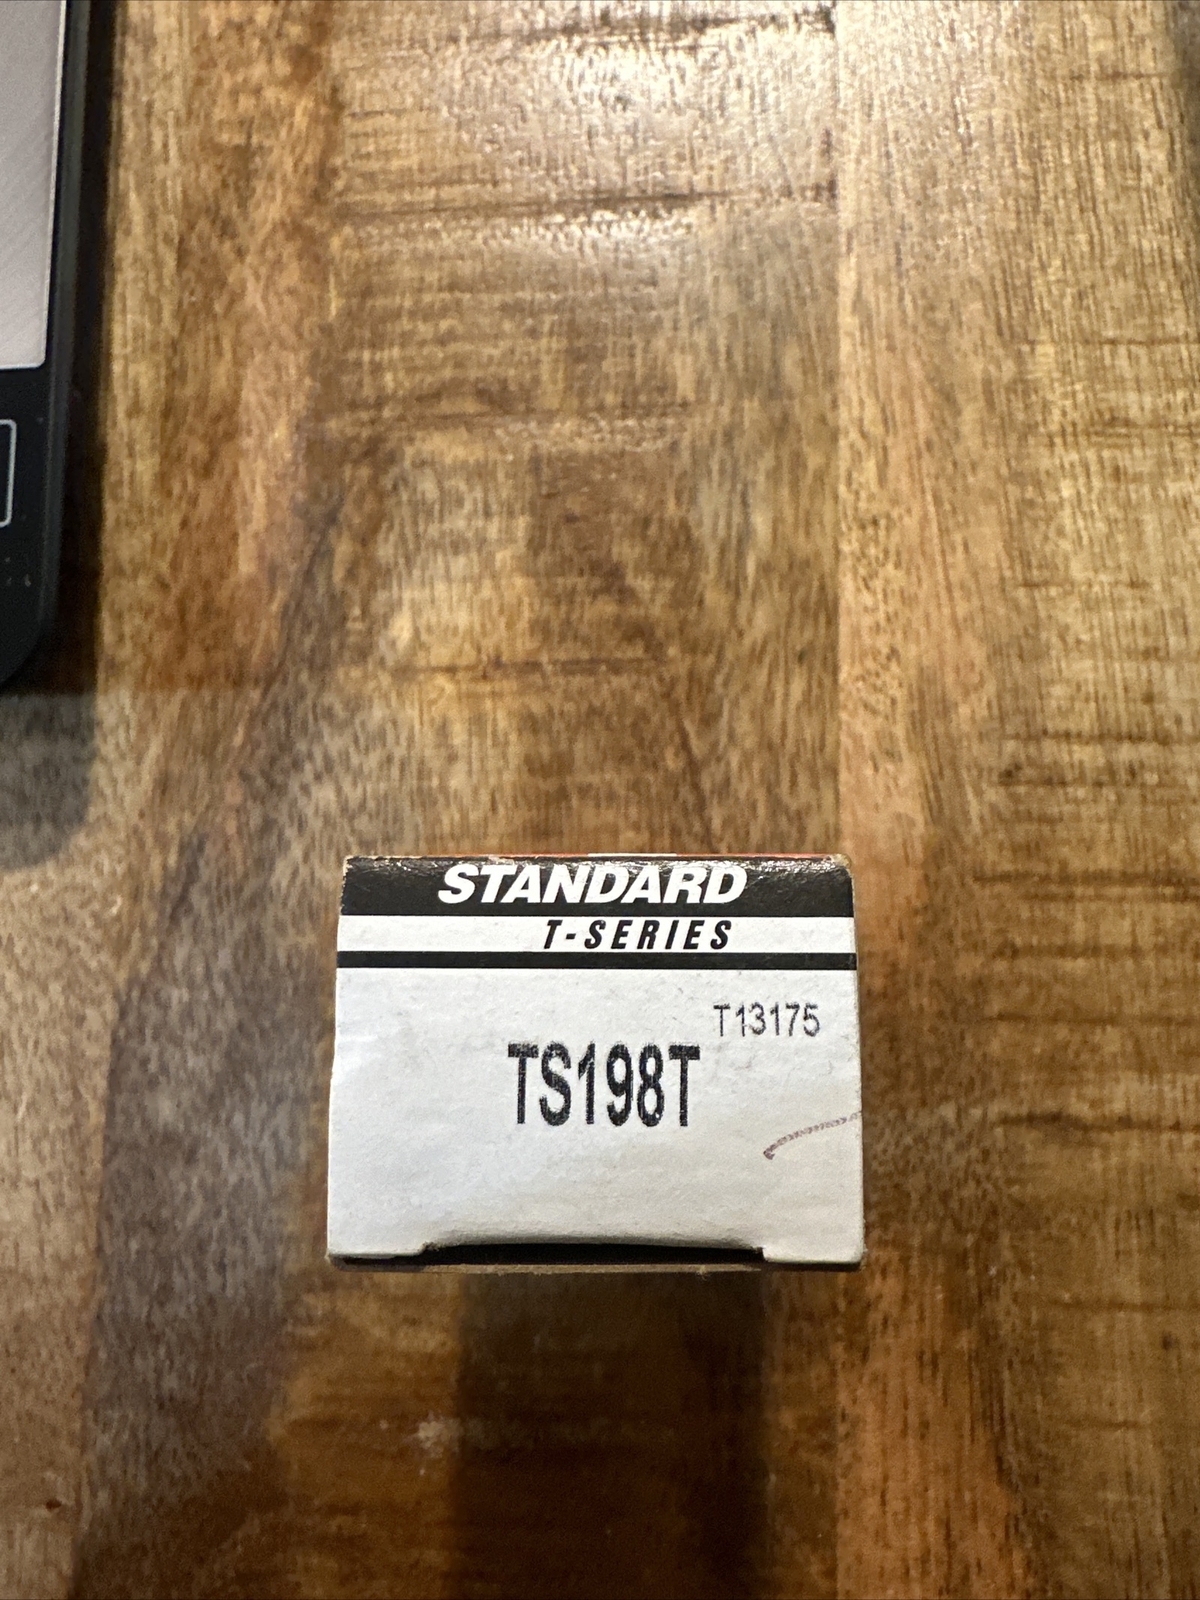 STANDARD
T-SERIES
T13175
TS198T